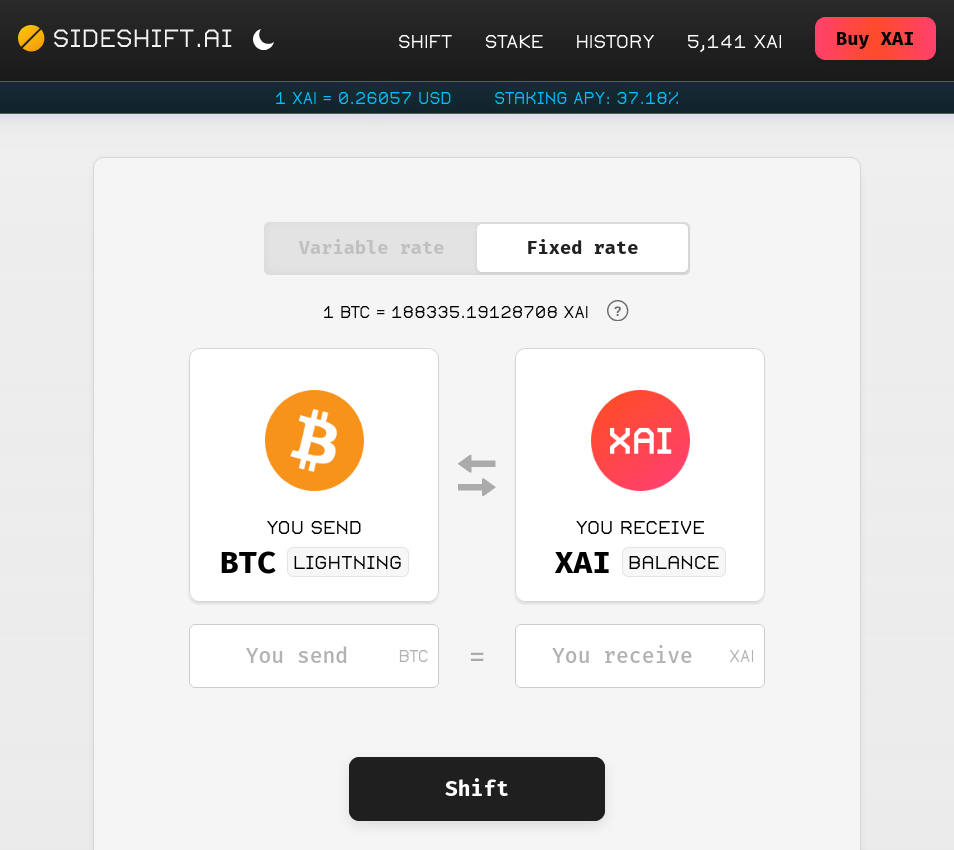 SIDESHIFT.AI
SHIFT STAKE HISTORY 5,141 XAI Buy XAI
1 XAI = 0.26057 USD STAKING APY: 37.18%
Variable rate Fixed rate
1 BTC = 188335.19128708 XAI ?
XAI
YOU SEND YOU RECEIVE
BTC LIGHTNING XAI BALANCE
You send BTC = You receive XAI
Shift